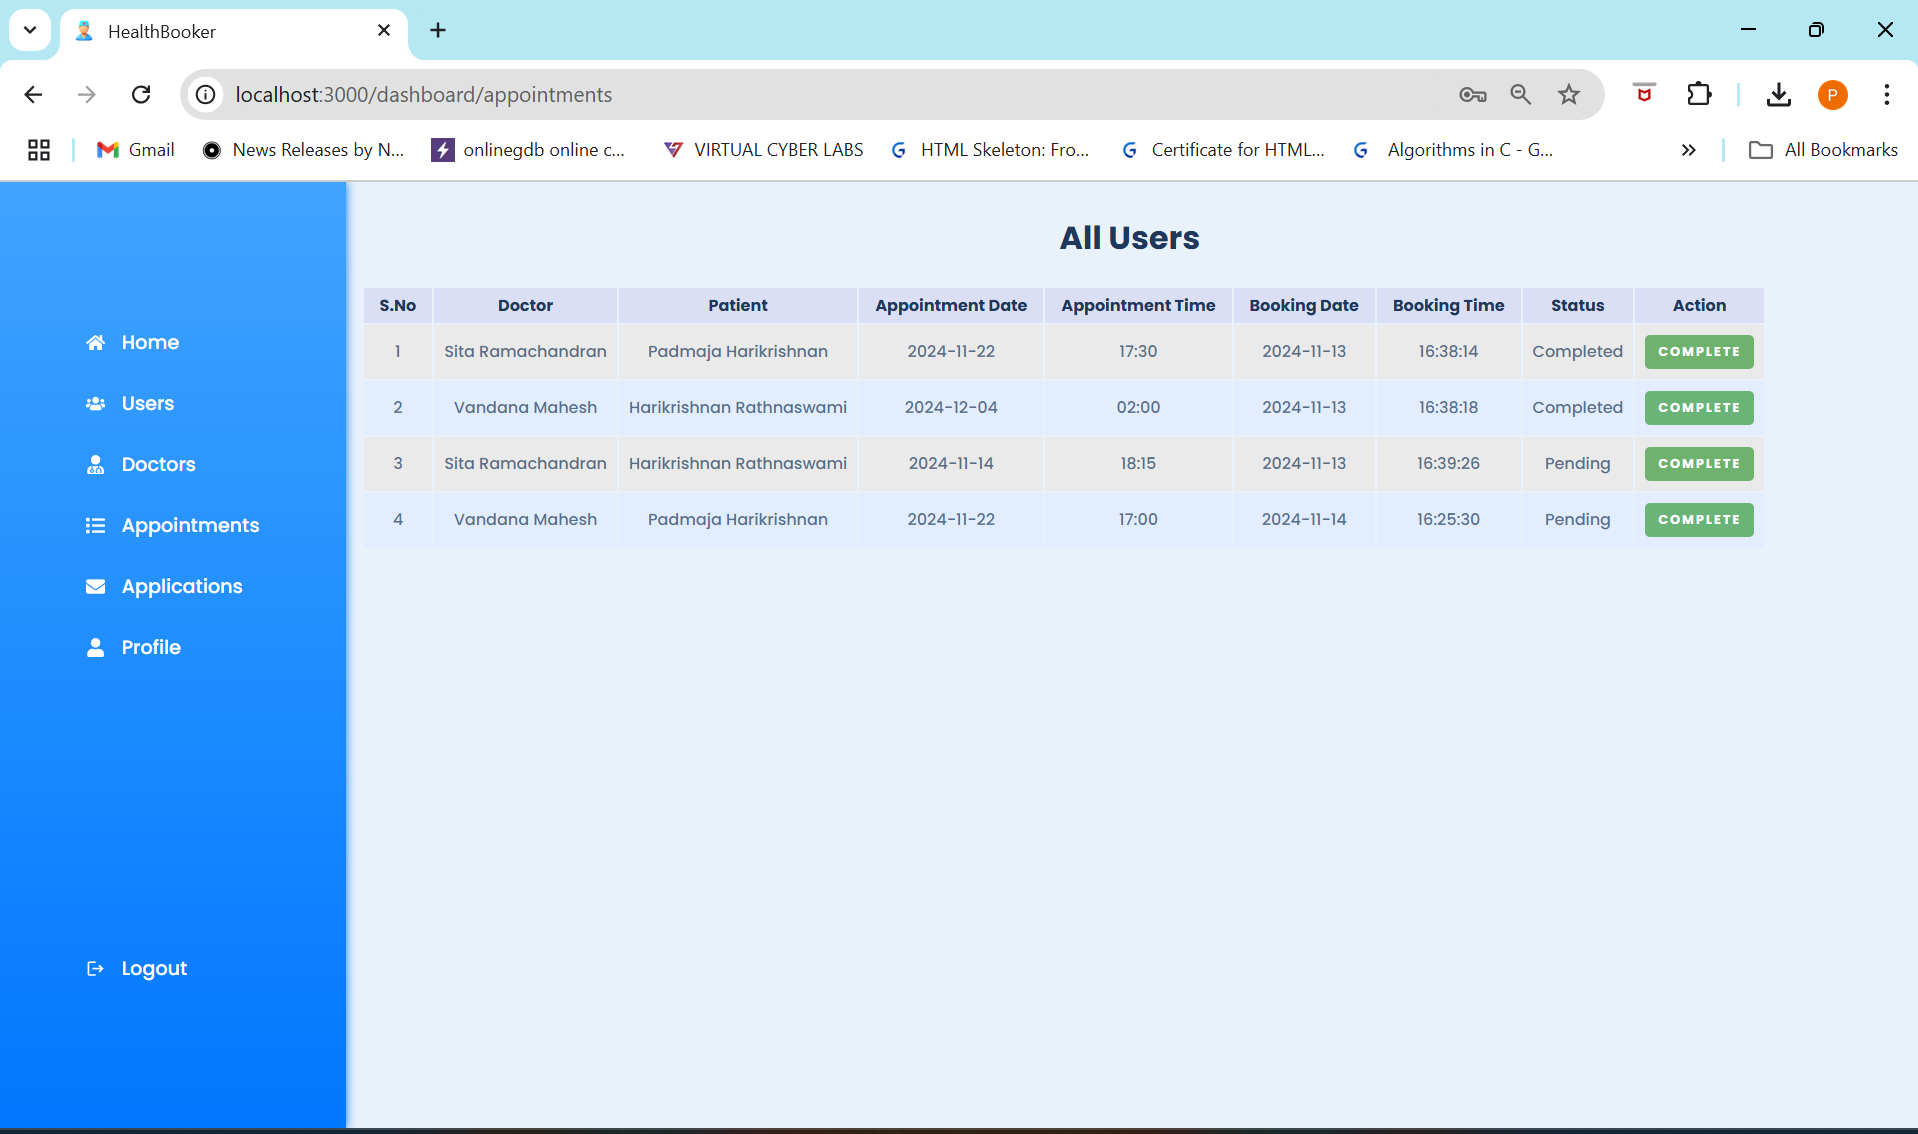 HealthBooker
localhost:3000/dashboard/appointments
P
Gmail News Releases by N... onlinegdb online c... VIRTUAL CYBER LABS HTML Skeleton: Fro... Certificate for HTML... Algorithms in C - G... All Bookmarks
All Users
S.No Doctor Patient Appointment Date Appointment Time Booking Date Booking Time Status Action
1 Sita Ramachandran Padmaja Harikrishnan 2024-11-22 17:30 2024-11-13 16:38:14 Completed COMPLETE
2 Vandana Mahesh Harikrishnan Rathnaswami 2024-12-04 02:00 2024-11-13 16:38:18 Completed COMPLETE
3 Sita Ramachandran Harikrishnan Rathnaswami 2024-11-14 18:15 2024-11-13 16:39:26 Pending COMPLETE
4 Vandana Mahesh Padmaja Harikrishnan 2024-11-22 17:00 2024-11-14 16:25:30 Pending COMPLETE
Home
Users
Doctors
Appointments
Applications
Profile
Logout